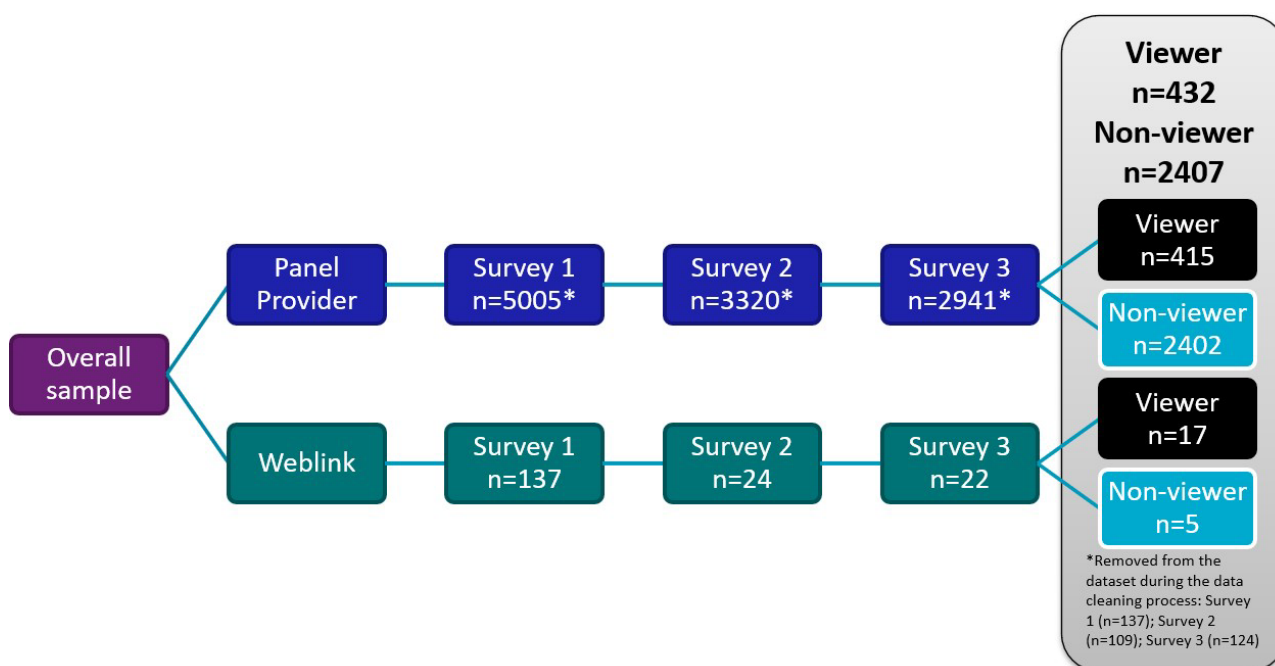 Overall
sample
Panel
Provider
Survey 1
n=5005*
Survey 2
n=3320*
Survey 3
n=2941*
Weblink
Survey 1
n=137
Survey 2
n=24
Survey 3
n=22
Viewer
n=432
Non-viewer
n=2407
Viewer
n=415
Non-viewer
n=2402
Viewer
n=17
Non-viewer
n=5
*Removed from the
dataset during the data
cleaning process: Survey
1 (n=137); Survey 2
(n=109); Survey 3 (n=124)